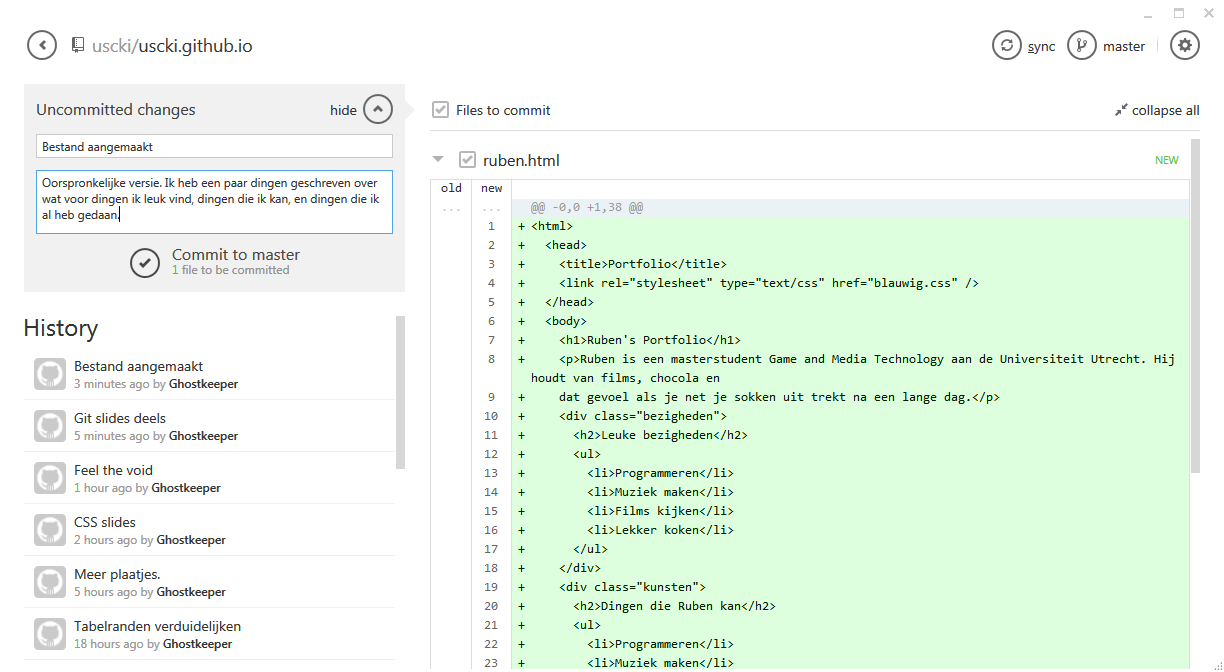 uscki/uscki.github.io
sync
master
Uncommitted changes
hide
Bestand aangemaakt
Oorspronkelijke versie. Ik heb een paar dingen geschreven over
wat voor dingen ik leuk vind, dingen die ik kan, en dingen die ik
al heb gedaan.
Commit to master
1 file to be committed
History
Bestand aangemaakt
3 minutes ago by Ghostkeeper
Git slides deels
5 minutes ago by Ghostkeeper
Feel the void
1 hour ago by Ghostkeeper
CSS slides
2 hours ago by Ghostkeeper
Meer plaatjes.
5 hours ago by Ghostkeeper
Tabelranden verduidelijken
18 hours ago by Ghostkeeper
Files to commit
collapse all
ruben.html
NEW
old new
... ... @@ -0,0 +1,38 @@
1 + <html>
2 + <head>
3 + <title>Portfolio</title>
4 + <link rel="stylesheet" type="text/css" href="blauwig.css" />
5 + </head>
6 + <body>
7 + <h1>Ruben's Portfolio</h1>
8 + <p>Ruben is een masterstudent Game and Media Technology aan de Universiteit Utrecht. Hij
houdt van films, chocola en
9 + dat gevoel als je net je sokken uit trekt na een lange dag.</p>
10 + <div class="bezigheden">
11 + <h2>Leuke bezigheden</h2>
12 + <ul>
13 + <li>Programmeren</li>
14 + <li>Muziek maken</li>
15 + <li>Films kijken</li>
16 + <li>Lekker koken</li>
17 + </ul>
18 + </div>
19 + <div class="kunsten">
20 + <h2>Dingen die Ruben kan</h2>
21 + <ul>
22 + <li>Programmeren</li>
23 + <li>Muziek maken</li>